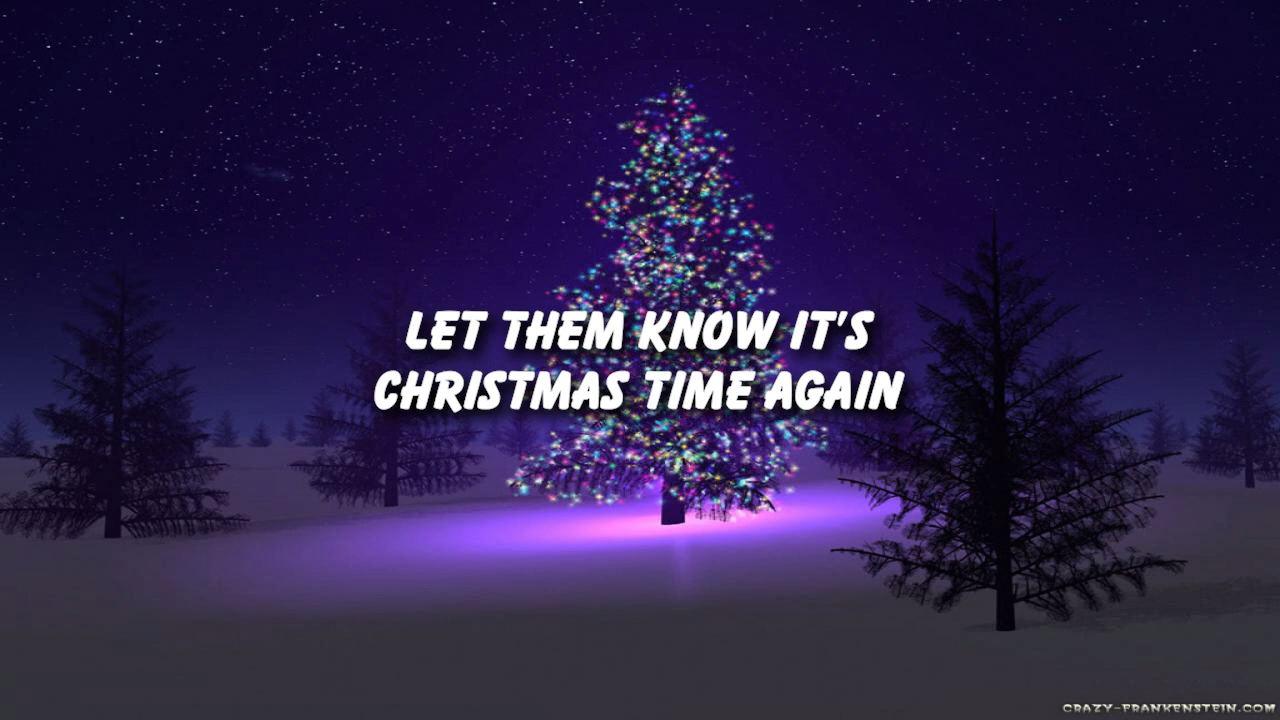 LET THEM KNOW IT'S
CHRISTMAS TIME AGAIN
CRAZY-FRANKENSTEIN.COM